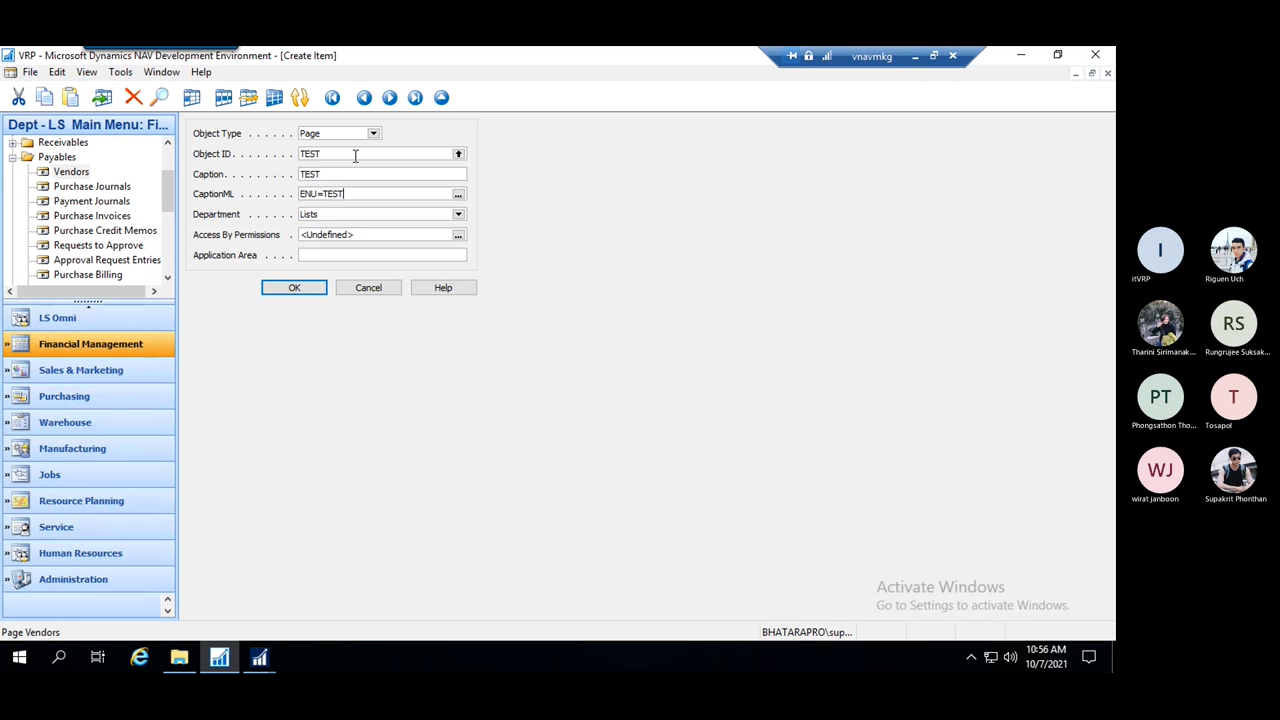 VRP - Microsoft Dynamics NAV Development Environment - [Create Item]
vnavmkg
File Edit View Tools Window Help
Dept - LS Main Menu: Fi...
Receivables
Payables
Vendors
Purchase Journals
Payment Journals
Purchase Invoices
Purchase Credit Memos
Requests to Approve
Approval Request Entries
Purchase Billing
LS Omni
Financial Management
Sales & Marketing
Purchasing
Warehouse
Manufacturing
Jobs
Resource Planning
Service
Human Resources
Administration
Object Type . . . . . . Page
Object ID . . . . . . . . TEST
Caption . . . . . . . . . TEST
CaptionML . . . . . . . ENU=TEST
Department . . . . . . Lists
Access By Permissions . <Undefined>
Application Area . . . .
OK Cancel Help
Activate Windows
Go to Settings to activate Windows.
Page Vendors
BHATARAPRO\sup...
10:56 AM
10/7/2021
I
itVRP
Riguen Uch
Tharini Sirimanak...
RS
Rungrujee Suksak...
PT
Phongsathon Tho...
T
Tosapol
WJ
wirat janboon
Supakrit Phonthan